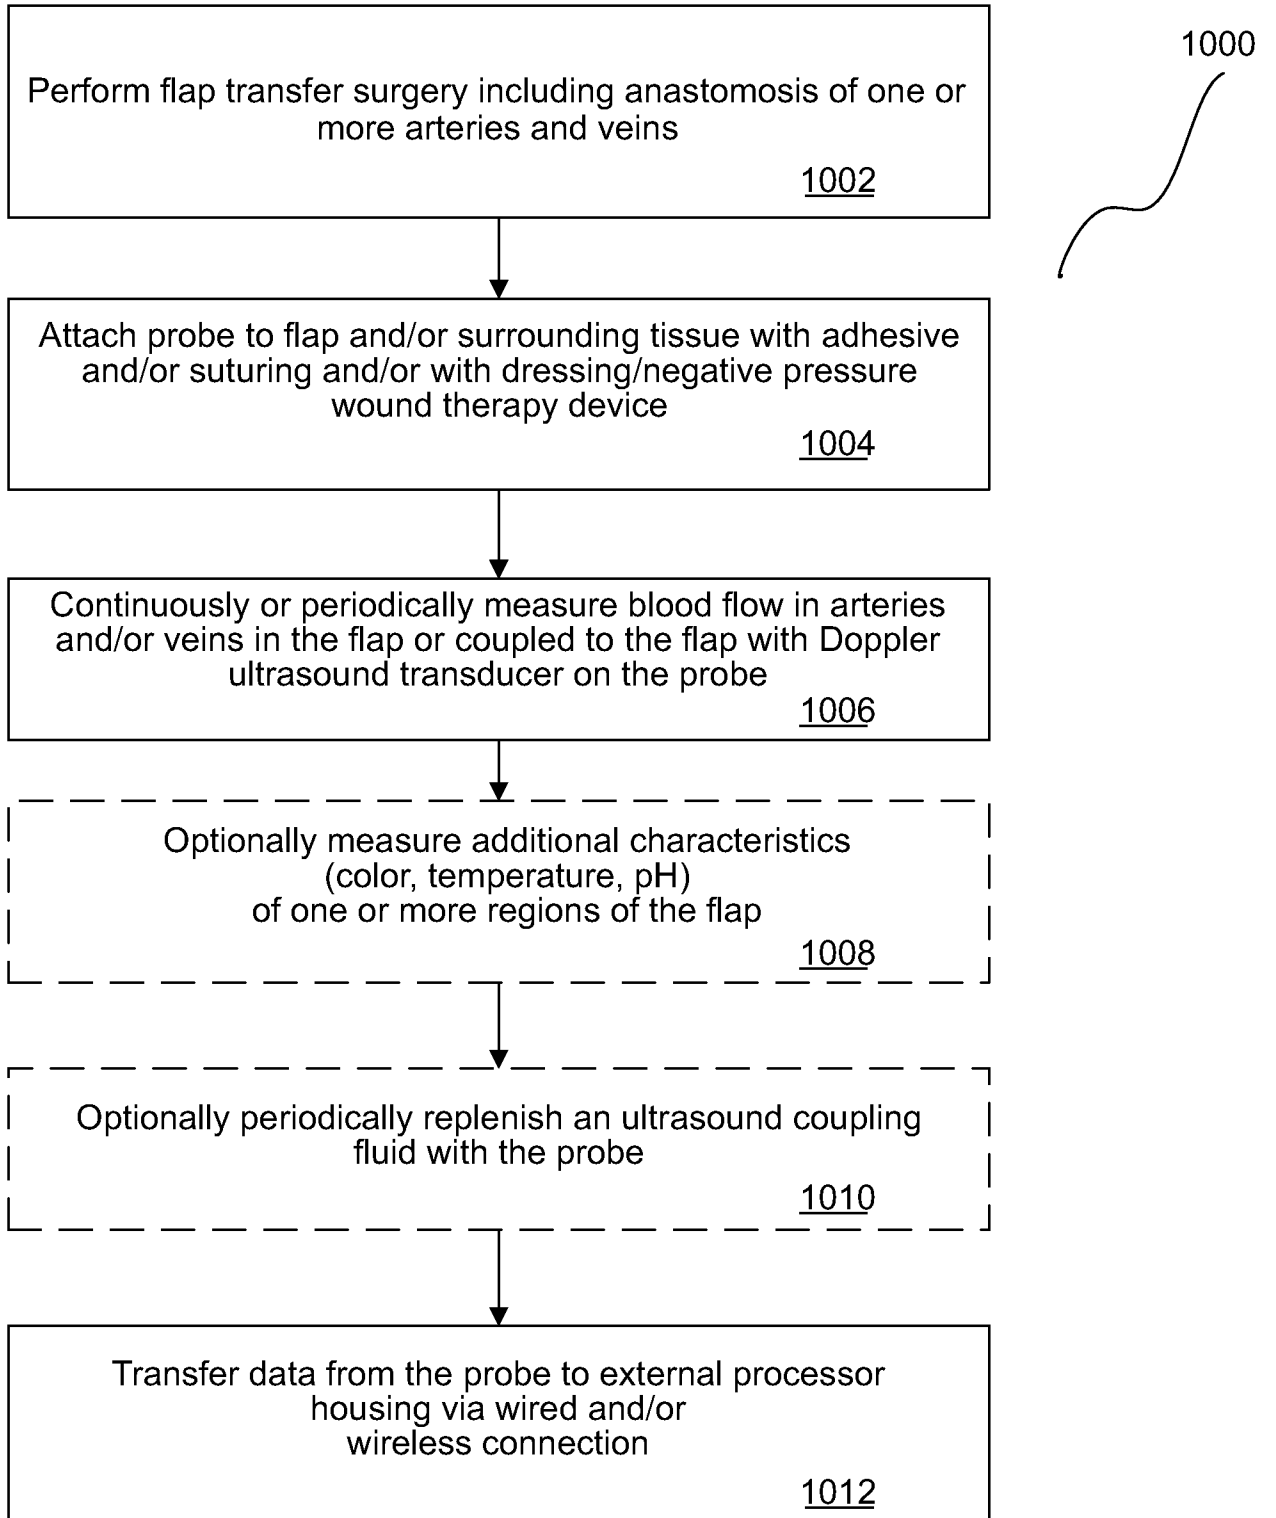 1000
Perform flap transfer surgery including anastomosis of one or
more arteries and veins
1002
Attach probe to flap and/or surrounding tissue with adhesive
and/or suturing and/or with dressing/negative pressure
wound therapy device
1004
Continuously or periodically measure blood flow in arteries
and/or veins in the flap or coupled to the flap with Doppler
ultrasound transducer on the probe
1006
Optionally measure additional characteristics
(color, temperature, pH)
of one or more regions of the flap
1008
Optionally periodically replenish an ultrasound coupling
fluid with the probe
1010
Transfer data from the probe to external processor
housing via wired and/or
wireless connection
1012